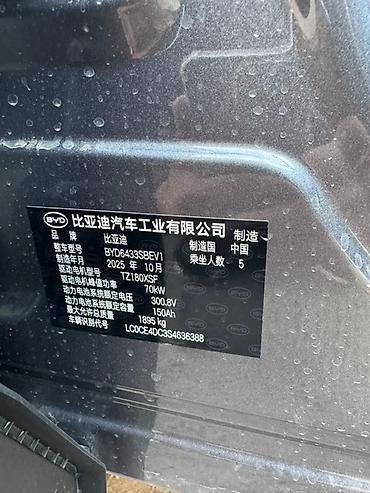 BYD 比亚迪汽车工业有限公司 制造
品 牌 比亚迪 制造国 中国
整车型号 BYD6433SBEV1 乘坐人数 5
制造年月 2025 年 10 月
驱动电机型号 TZ180XSF
驱动电机峰值功率 70kW
动力电池系统额定电压 300.8V
动力电池系统额定容量 150Ah
最大允许总质量 1895 kg
车辆识别代号 LC0CE4DC3S4636368